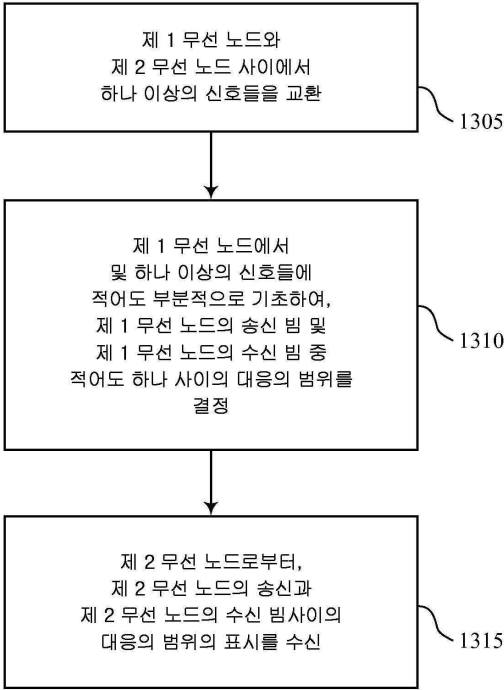 제 1 무선 노드와
제 2 무선 노드 사이에서
하나 이상의 신호들을 교환
1305
제 1 무선 노드에서
및 하나 이상의 신호들에
적어도 부분적으로 기초하여,
제 1 무선 노드의 송신 빔 및
제 1 무선 노드의 수신 빔 중
적어도 하나 사이의 대응의 범위를
결정
1310
제 2 무선 노드로부터,
제 2 무선 노드의 송신과
제 2 무선 노드의 수신 빔사이의
대응의 범위의 표시를 수신
1315